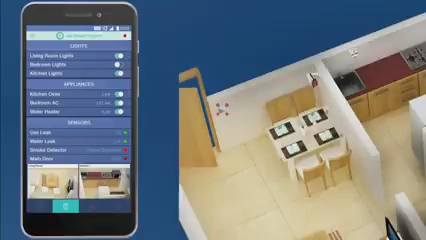 LIGHTS
Living Room Lights
Bedroom Lights
Kitchen Lights
APPLIANCES
Kitchen Oven
Bedroom AC
Water Heater
SENSORS
Gas Leak
Water Leak
Smoke Detector
Main Door